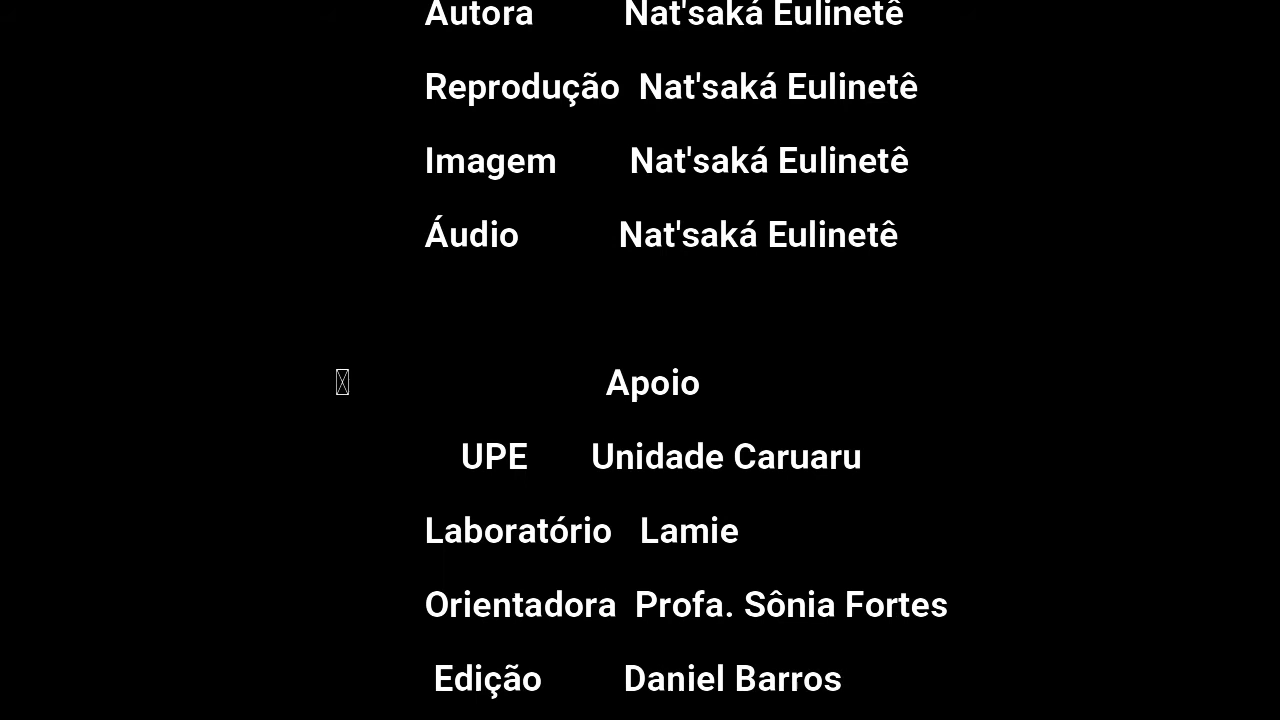 Autora Nat'saká Eulinetê
Reprodução Nat'saká Eulinetê
Imagem Nat'saká Eulinetê
Áudio Nat'saká Eulinetê
Apoio
UPE Unidade Caruaru
Laboratório Lamie
Orientadora Profa. Sônia Fortes
Edição Daniel Barros